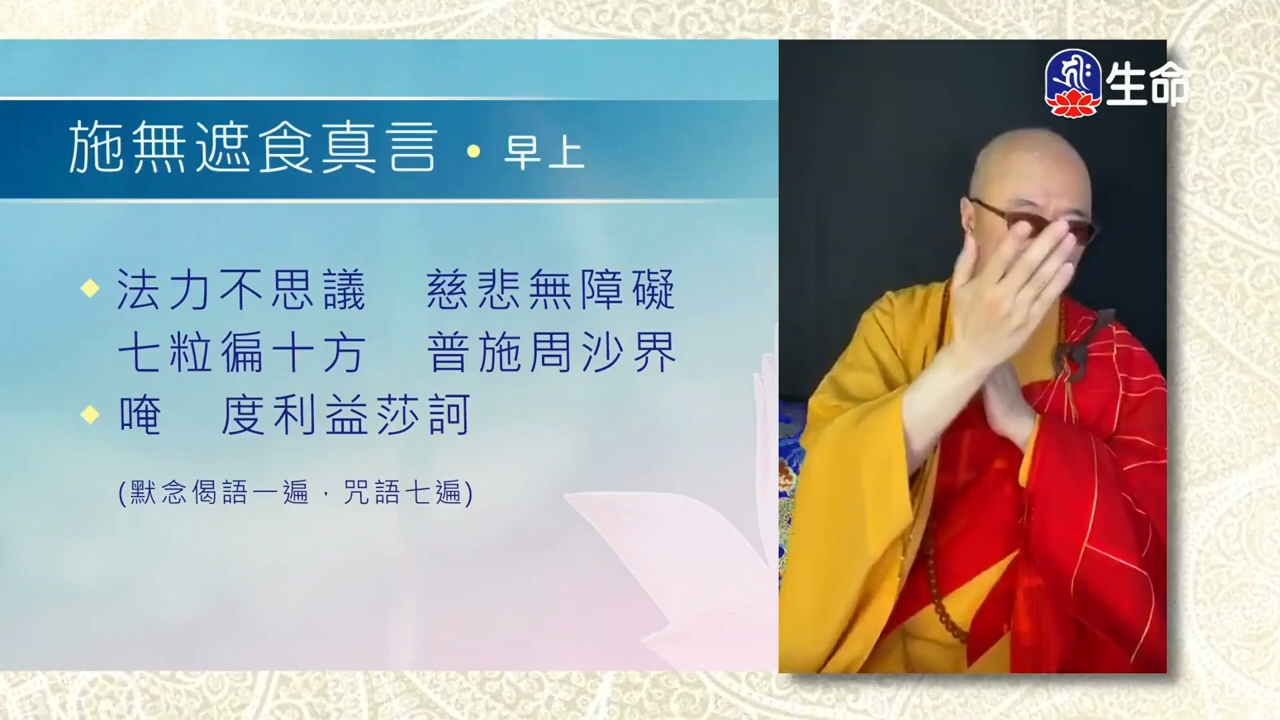 施無遮食真言・早上
法力不思議　慈悲無障礙
七粒徧十方　普施周沙界
唵　度利益莎訶
(默念偈語一遍，咒語七遍)
生命